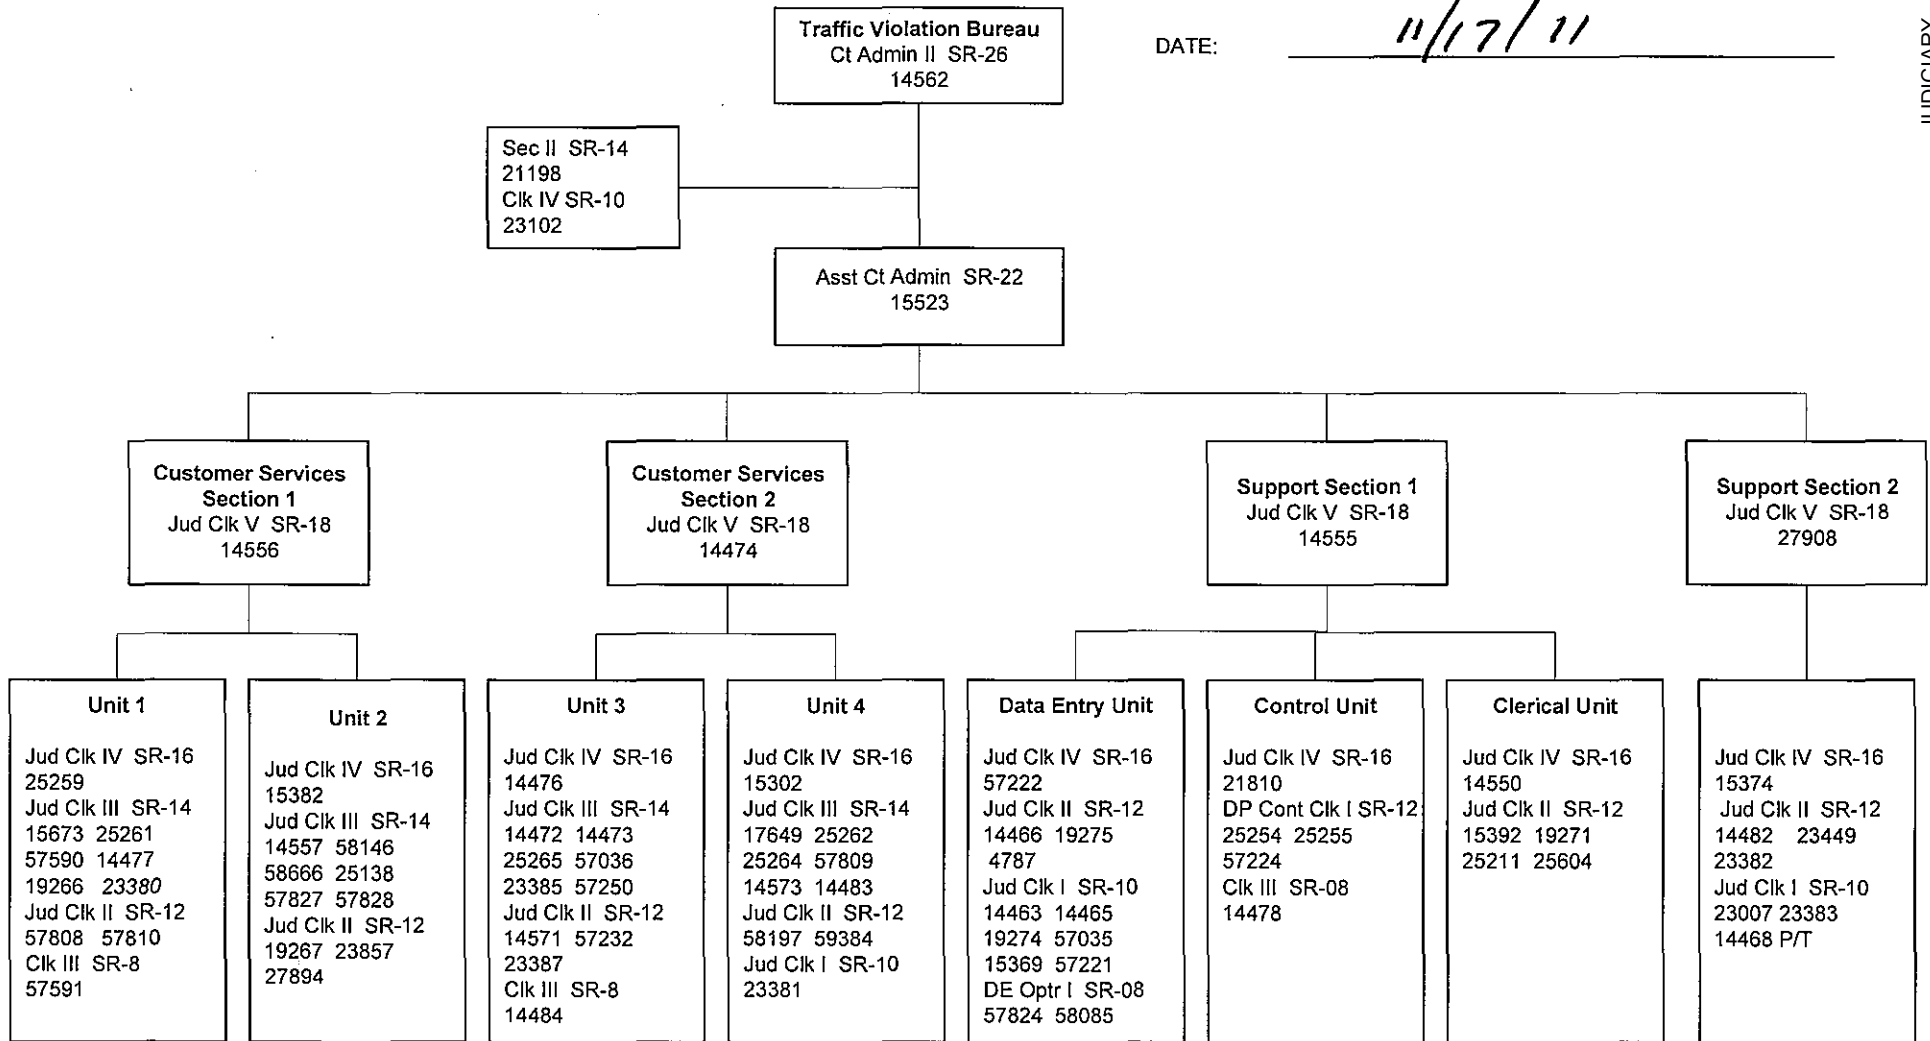 Traffic Violation Bureau
Ct Admin II SR-26
14562
DATE: 11/17/11
JUDICIARY
Sec II SR-14
21198
Clk IV SR-10
23102
Asst Ct Admin SR-22
15523
Customer Services
Section 1
Jud Clk V SR-18
14556
Customer Services
Section 2
Jud Clk V SR-18
14474
Support Section 1
Jud Clk V SR-18
14555
Support Section 2
Jud Clk V SR-18
27908
Unit 1
Jud Clk IV SR-16
25259
Jud Clk III SR-14
15673 25261
57590 14477
19266 23380
Jud Clk II SR-12
57808 57810
Clk III SR-8
57591
Unit 2
Jud Clk IV SR-16
15382
Jud Clk III SR-14
14557 58146
58666 25138
57827 57828
Jud Clk II SR-12
19267 23857
27894
Unit 3
Jud Clk IV SR-16
14476
Jud Clk III SR-14
14472 14473
25265 57036
23385 57250
Jud Clk II SR-12
14571 57232
23387
Clk III SR-8
14484
Unit 4
Jud Clk IV SR-16
15302
Jud Clk III SR-14
17649 25262
25264 57809
14573 14483
Jud Clk II SR-12
58197 59384
Jud Clk I SR-10
23381
Data Entry Unit
Jud Clk IV SR-16
57222
Jud Clk II SR-12
14466 19275
4787
Jud Clk I SR-10
14463 14465
19274 57035
15369 57221
DE Optr I SR-08
57824 58085
Control Unit
Jud Clk IV SR-16
21810
DP Cont Clk I SR-12
25254 25255
57224
Clk III SR-08
14478
Clerical Unit
Jud Clk IV SR-16
14550
Jud Clk II SR-12
15392 19271
25211 25604
Jud Clk IV SR-16
15374
Jud Clk II SR-12
14482 23449
23382
Jud Clk I SR-10
23007 23383
14468 P/T